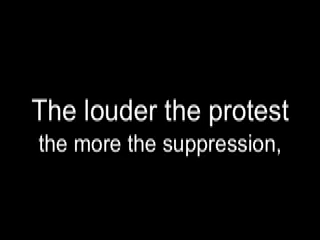 The louder the protest
the more the suppression,